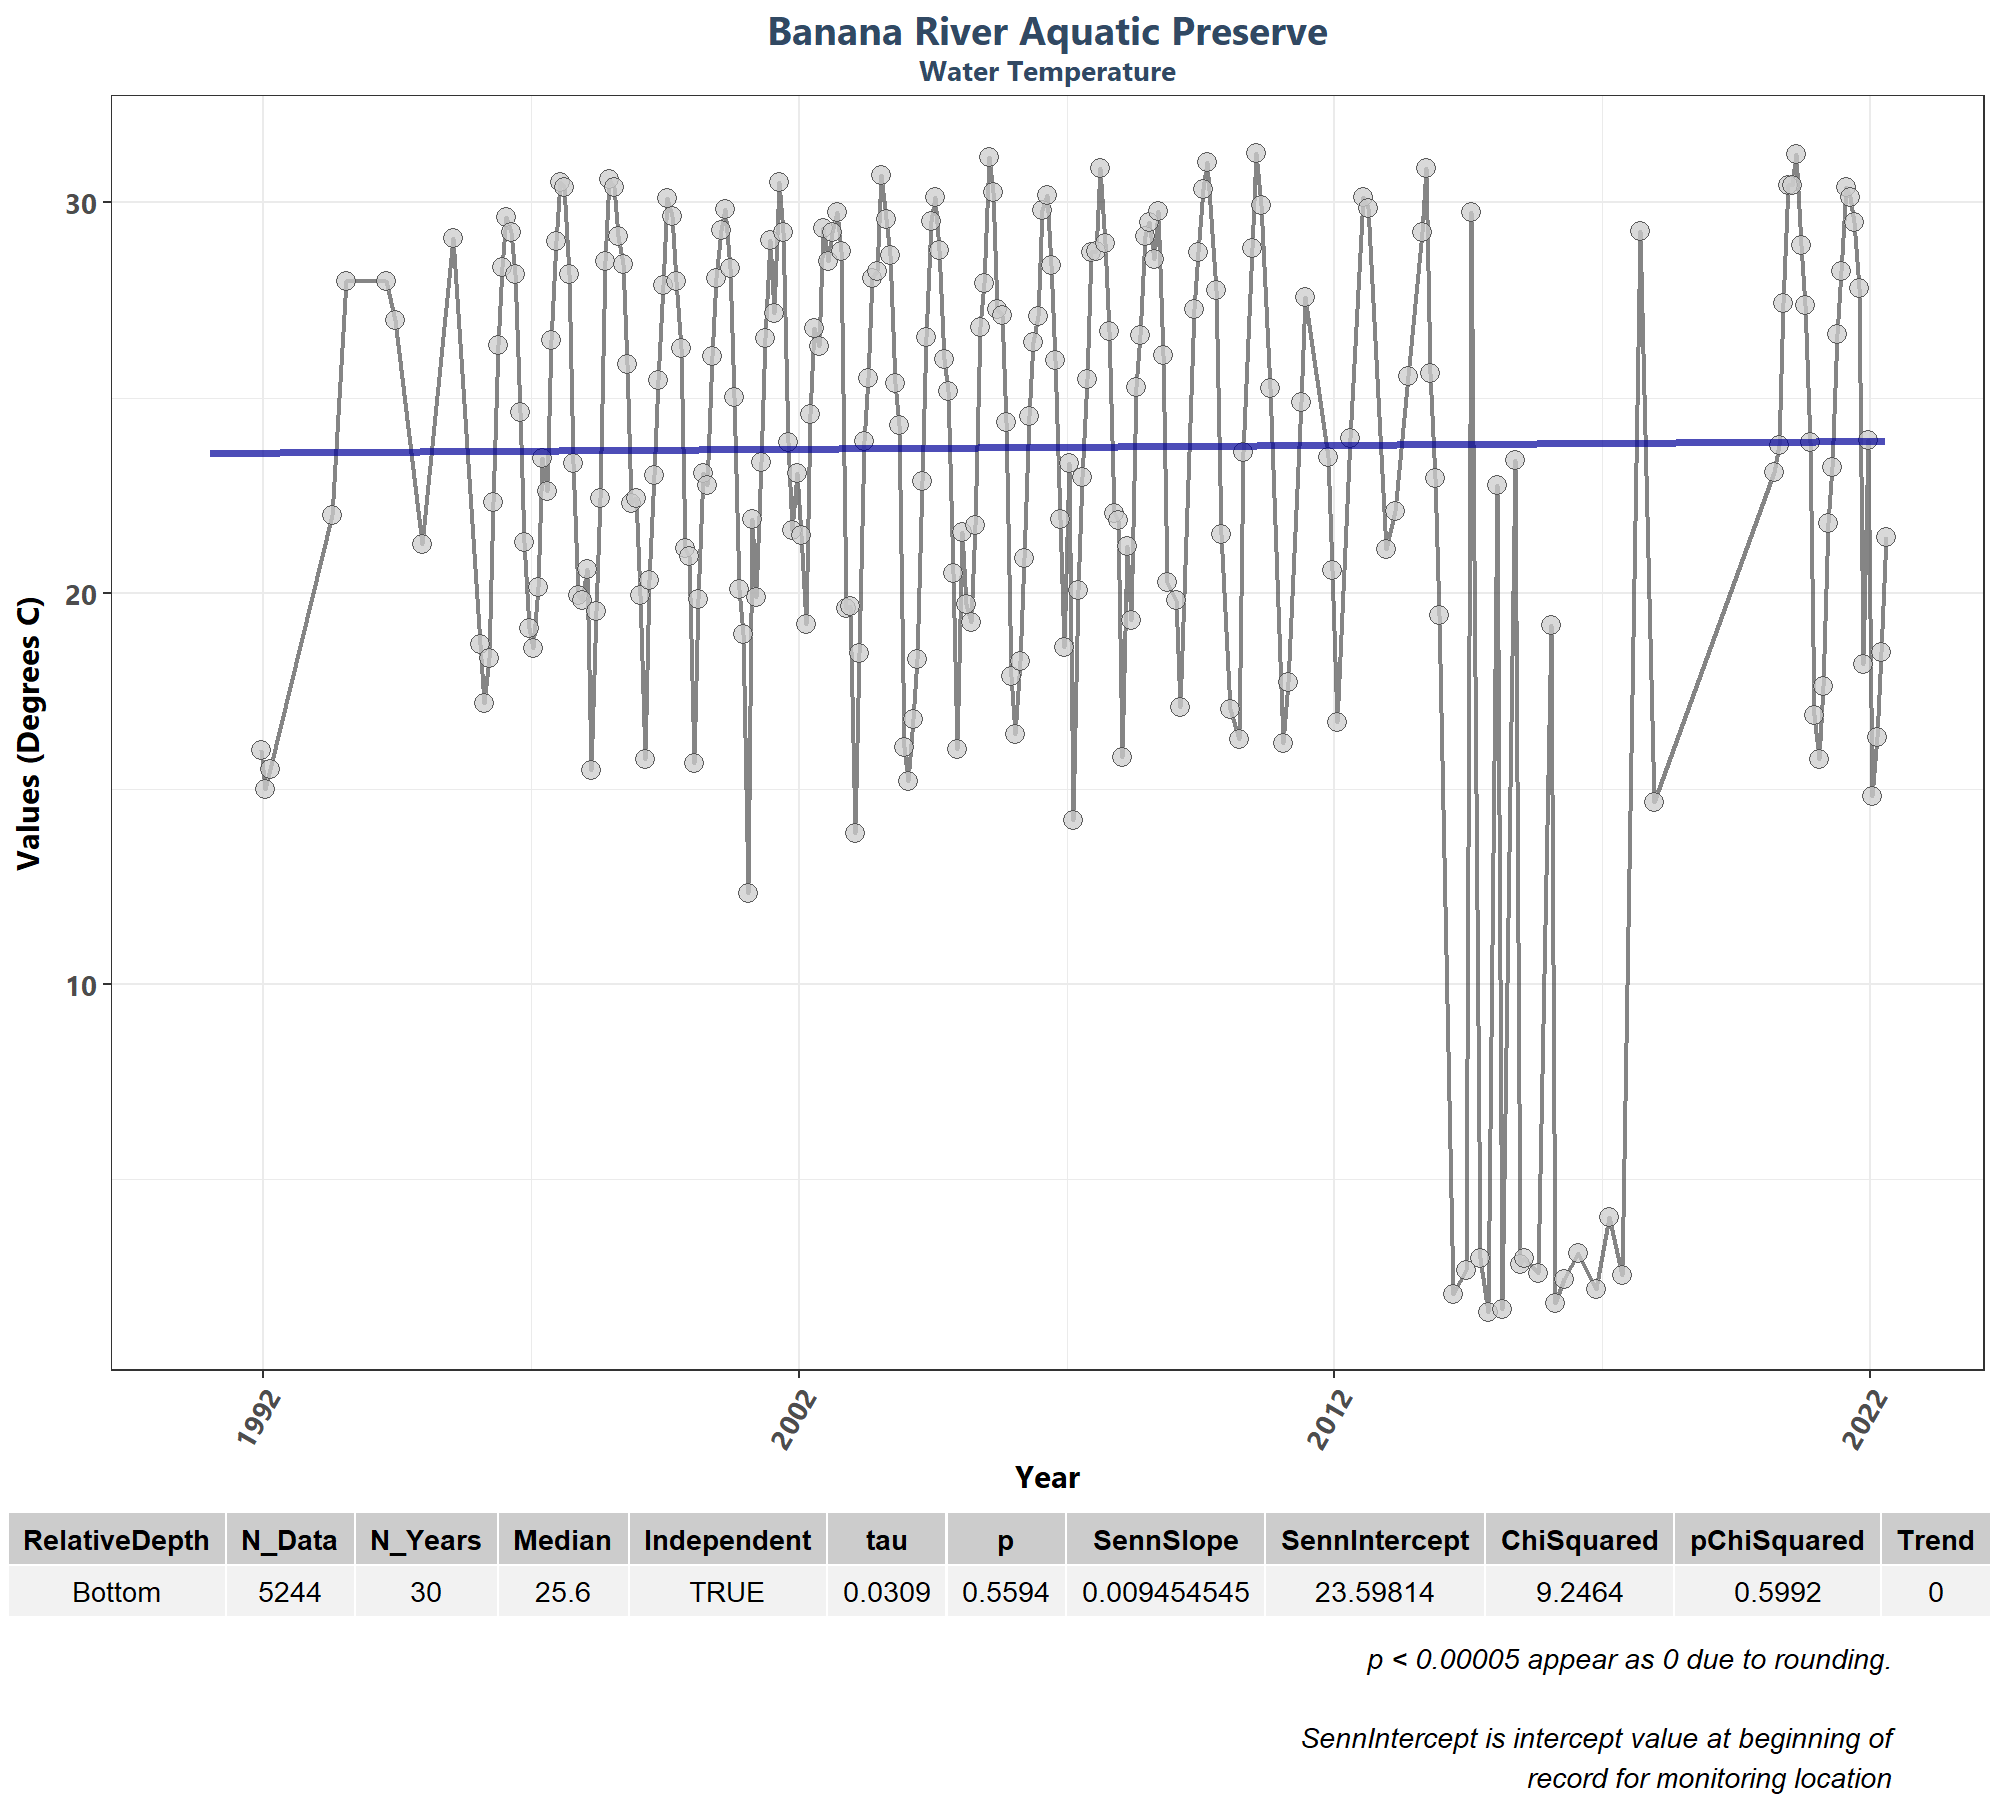 Banana River Aquatic Preserve
Water Temperature
Values (Degrees C)
30
20
10
1992
2002
2012
2022
Year
RelativeDepth N_Data N_Years Median Independent tau p SennSlope SennIntercept ChiSquared pChiSquared Trend
Bottom 5244 30 25.6 TRUE 0.0309 0.5594 0.009454545 23.59814 9.2464 0.5992 0
p < 0.00005 appear as 0 due to rounding.
SennIntercept is intercept value at beginning of
record for monitoring location